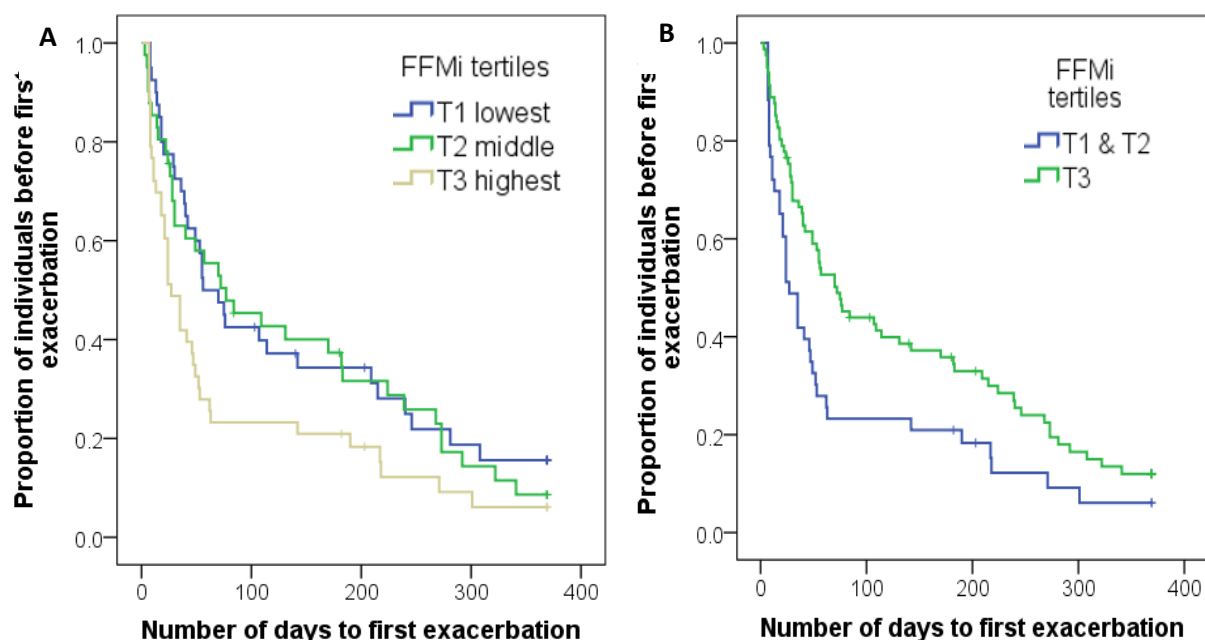 A
FFMi tertiles
T1 lowest
T2 middle
T3 highest
Proportion of individuals before firs
exacerbation
1.0
0.8
0.6
0.4
0.2
0.0
0
100
200
300
400
Number of days to first exacerbation
B
FFMi
tertiles
T1 & T2
T3
Proportion of individuals before firs
exacerbation
1.0
0.8
0.6
0.4
0.2
0.0
0
100
200
300
400
Number of days to first exacerbation